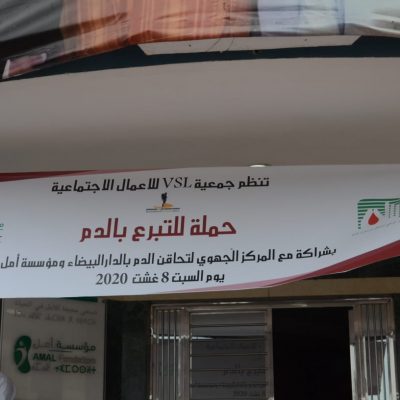 تنظم جمعية VSL للأعمال الاجتماعية
حملة للتبرع بالدم
بشراكة مع المركز الجهوي لتحاقن الدم بالدارالبيضاء ومؤسسة أمل
يوم السبت 8 غشت 2020
مؤسسة أمل
AMAL Foundation